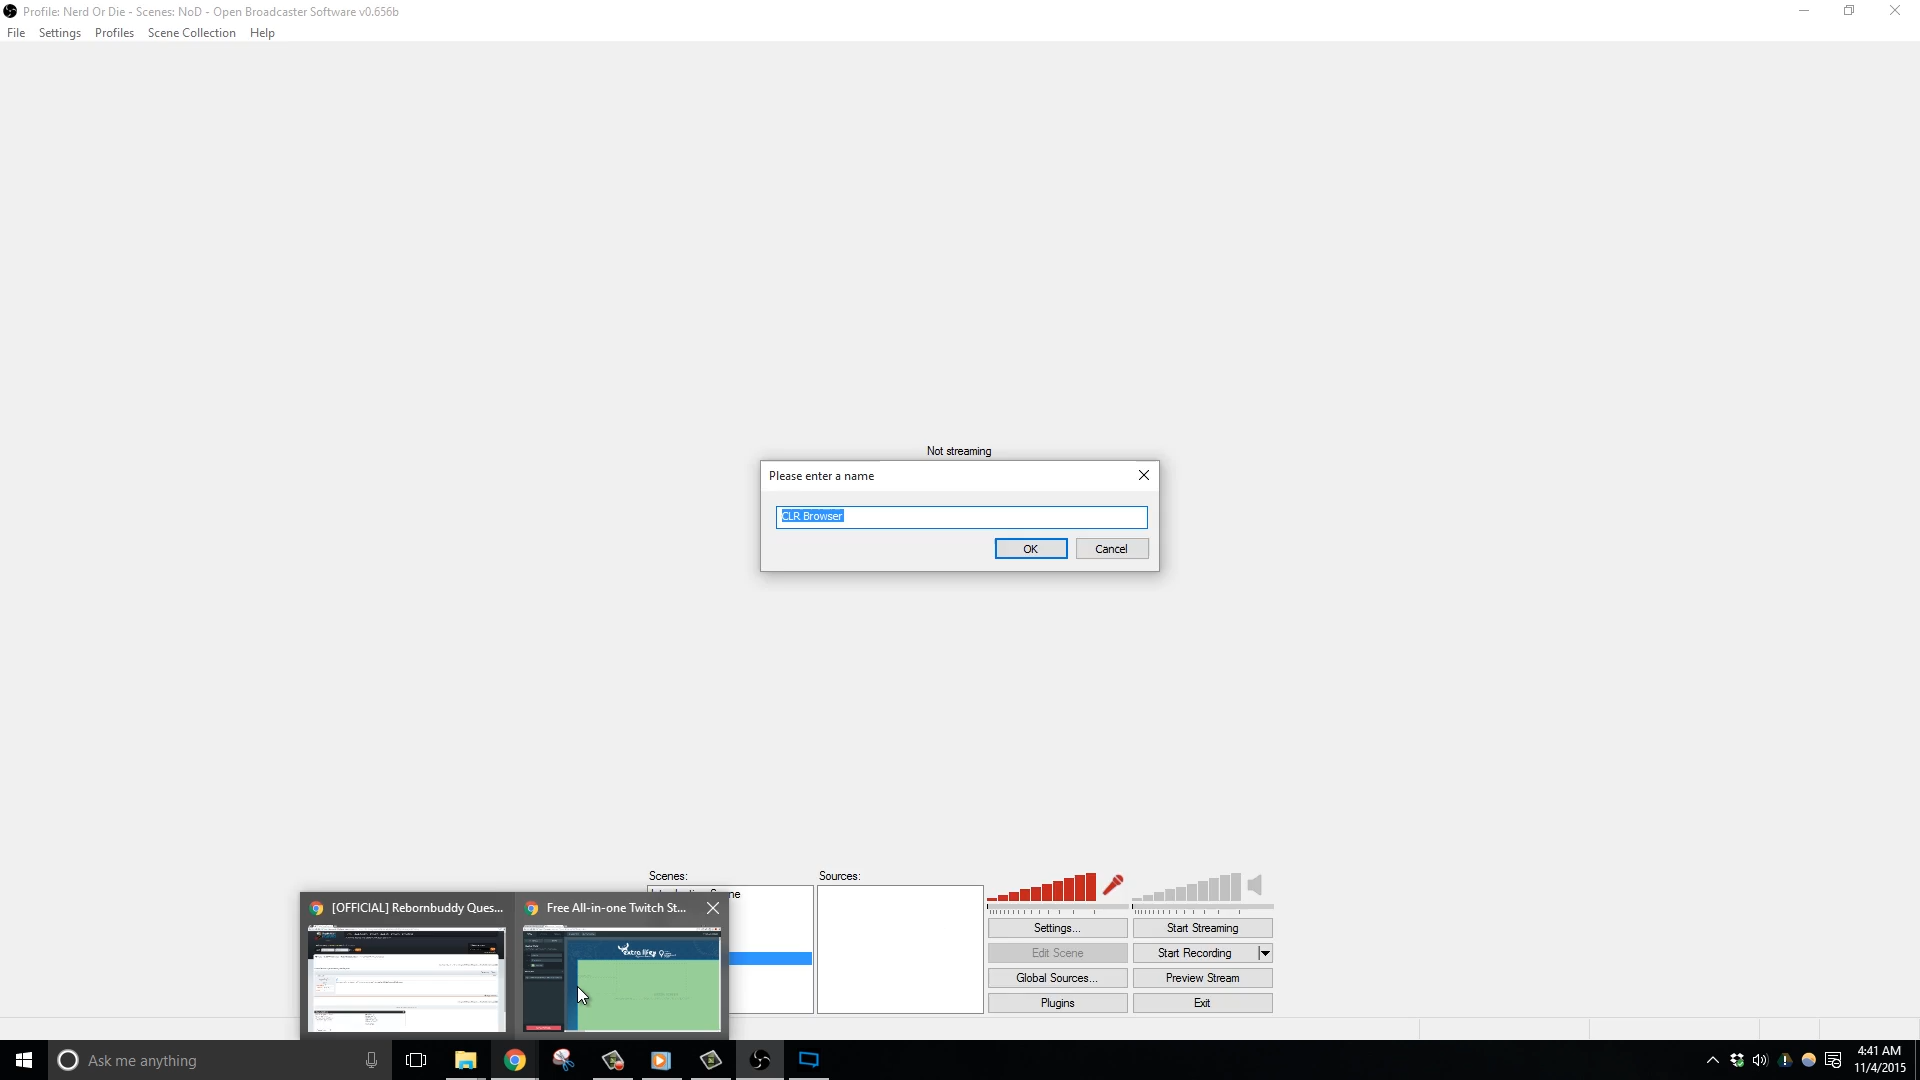 Profile: Nerd Or Die - Scenes: NoD - Open Broadcaster Software v0.656b
File Settings Profiles Scene Collection Help
Not streaming
Please enter a name
CLR Browser
OK Cancel
Scenes: Sources:
[OFFICIAL] Rebornbuddy Ques...
Free All-in-one Twitch St...
extra life
Settings... Start Streaming
Edit Scene Start Recording
Global Sources... Preview Stream
Plugins Exit
Ask me anything
4:41 AM
11/4/2015